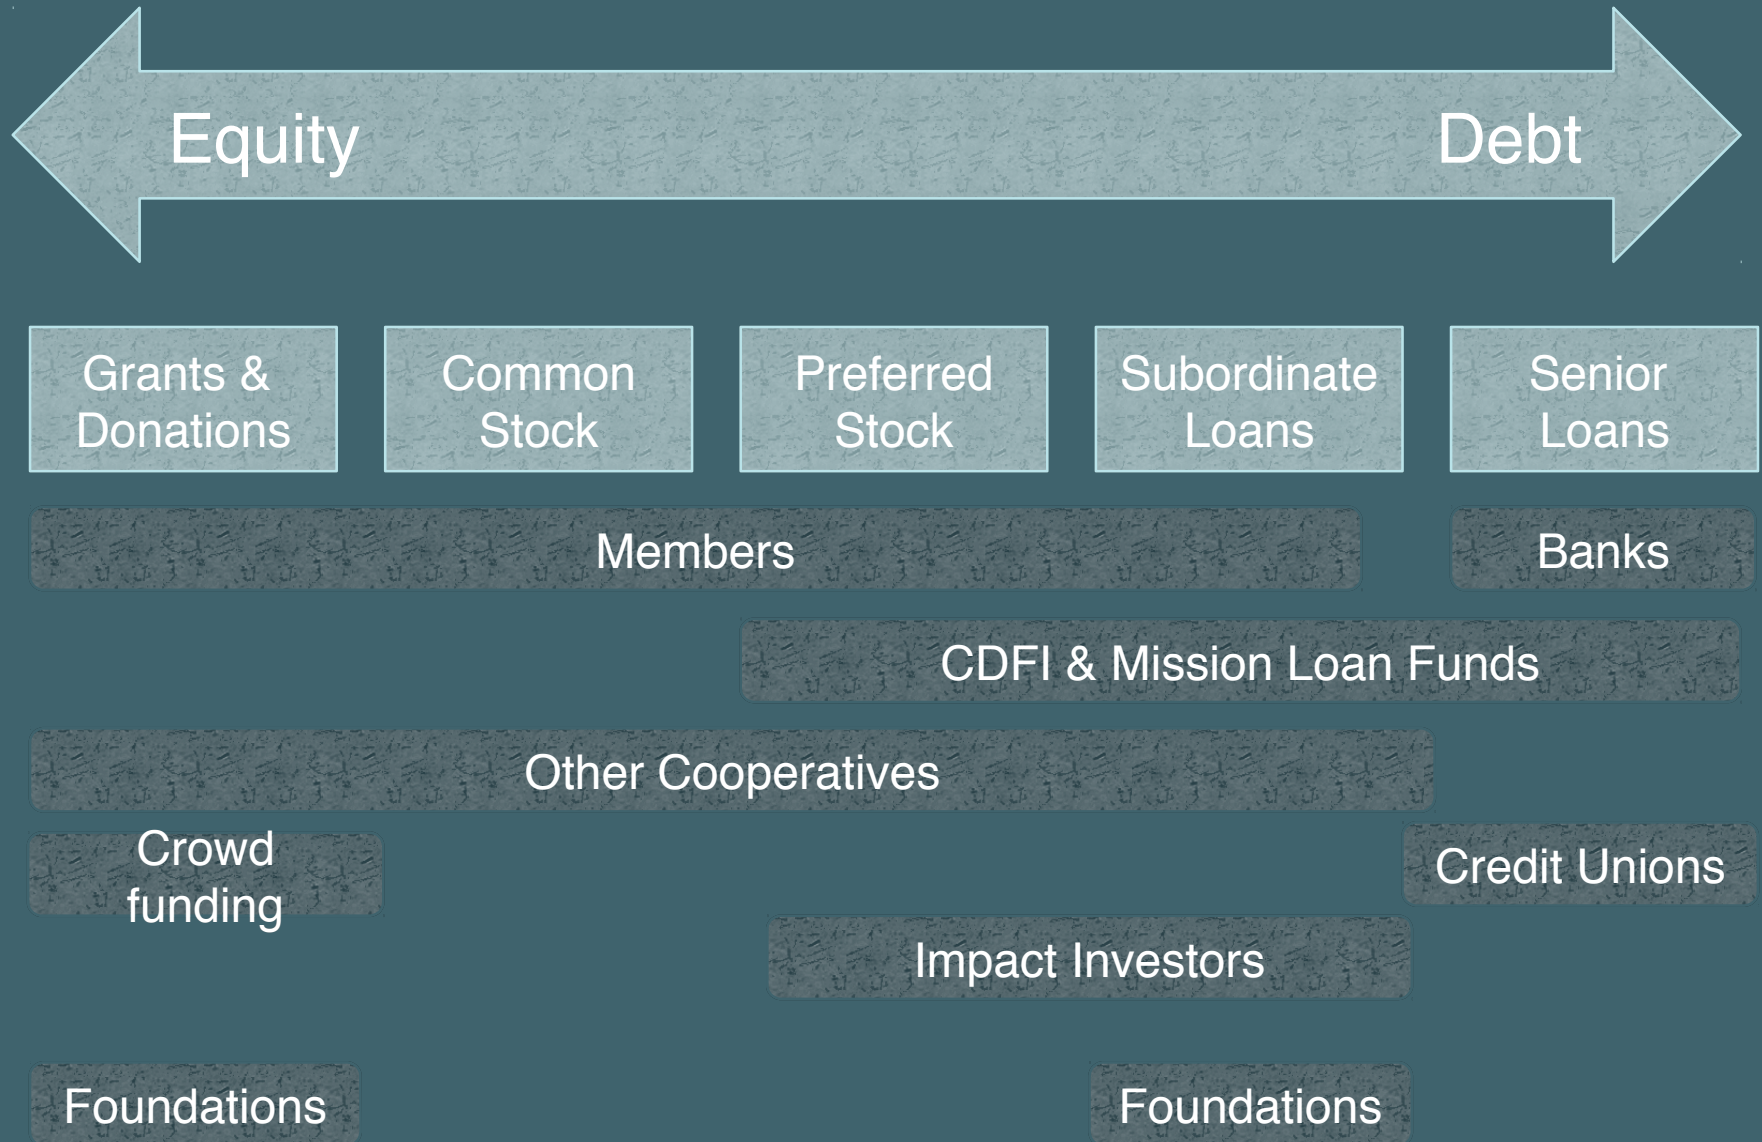 Equity
Debt
Grants &
Donations
Common
Stock
Preferred
Stock
Subordinate
Loans
Senior
Loans
Members
Banks
CDFI & Mission Loan Funds
Other Cooperatives
Crowd
funding
Credit Unions
Impact Investors
Foundations
Foundations